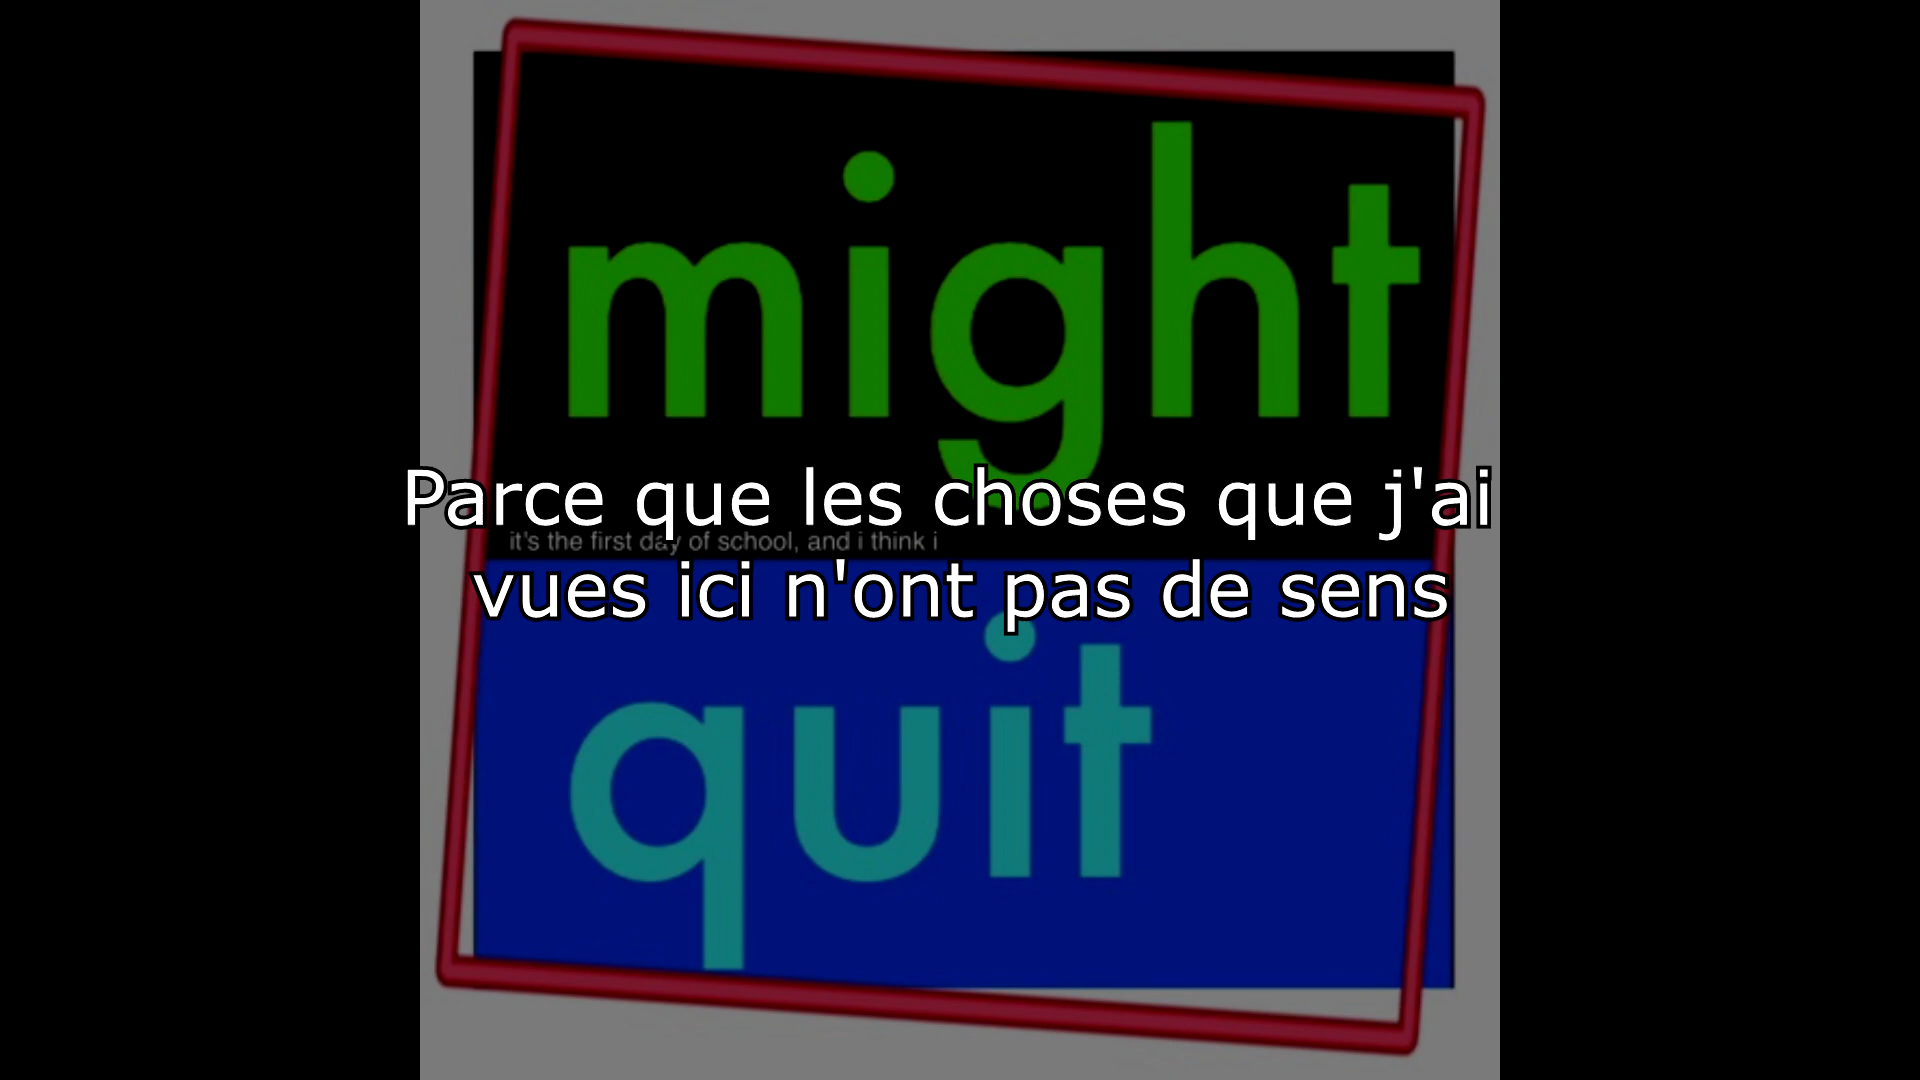 might
Parce que les choses que j'ai
it's the first day of school, and i think i
vues ici n'ont pas de sens
quit